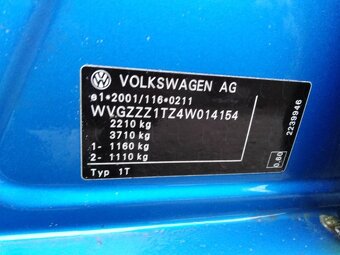 VOLKSWAGEN AG
e1*2001/116*0211
WVGZZZ1TZ4W014154
2210 kg
3710 kg
1- 1160 kg
2- 1110 kg
Typ 1T
2239946
0.60